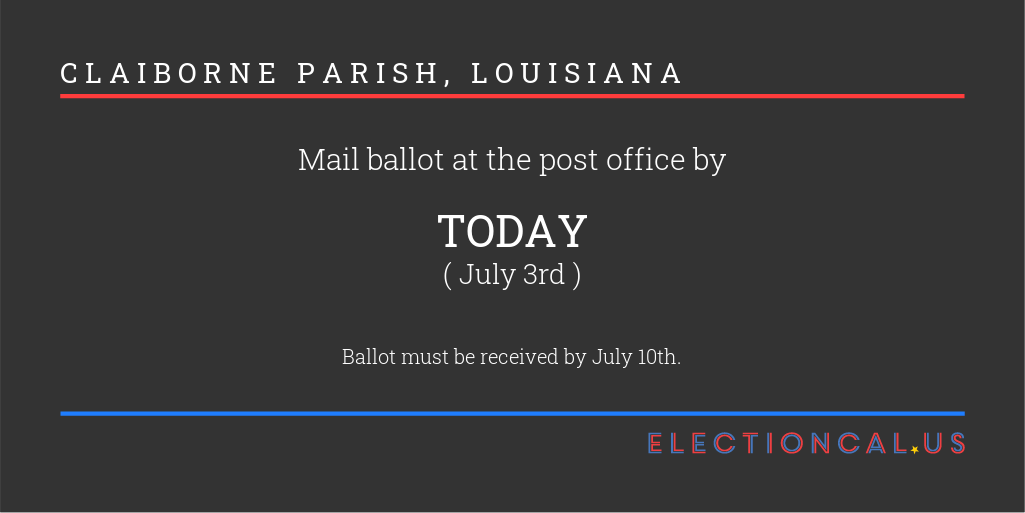 CLAIBORNE PARISH, LOUISIANA
Mail ballot at the post office by
TODAY
( July 3rd )
Ballot must be received by July 10th.
ELECTIONCAL.US